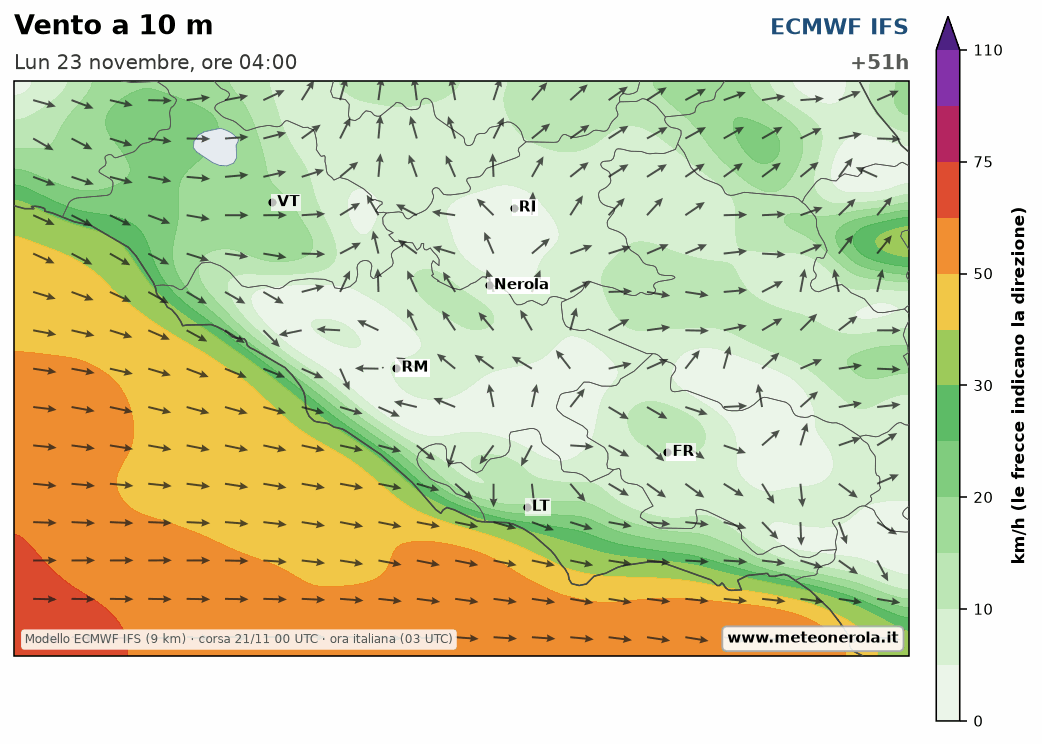 Vento a 10 m
ECMWF IFS
Lun 23 novembre, ore 04:00
+51h
110
75
50
30
20
10
0
km/h (le frecce indicano la direzione)
VT
RI
Nerola
RM
FR
LT
Modello ECMWF IFS (9 km) · corsa 21/11 00 UTC · ora italiana (03 UTC)
www.meteonerola.it